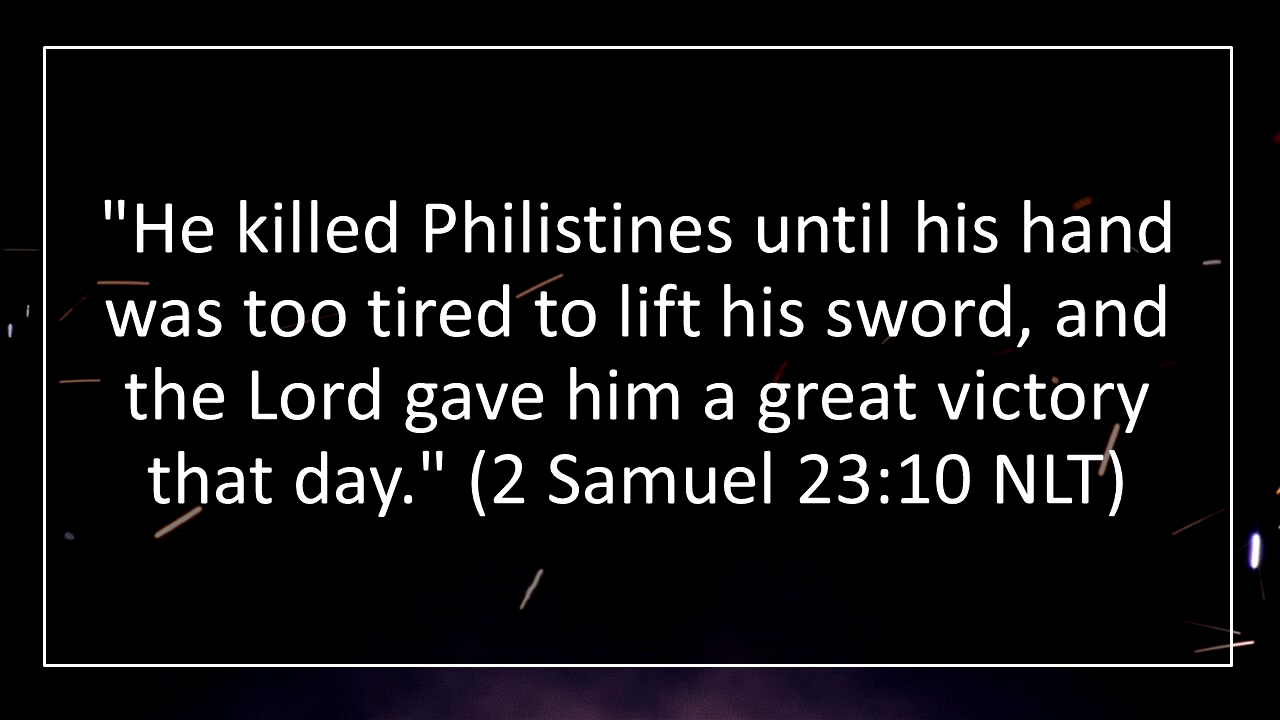 "He killed Philistines until his hand
was too tired to lift his sword, and
the Lord gave him a great victory
that day." (2 Samuel 23:10 NLT)